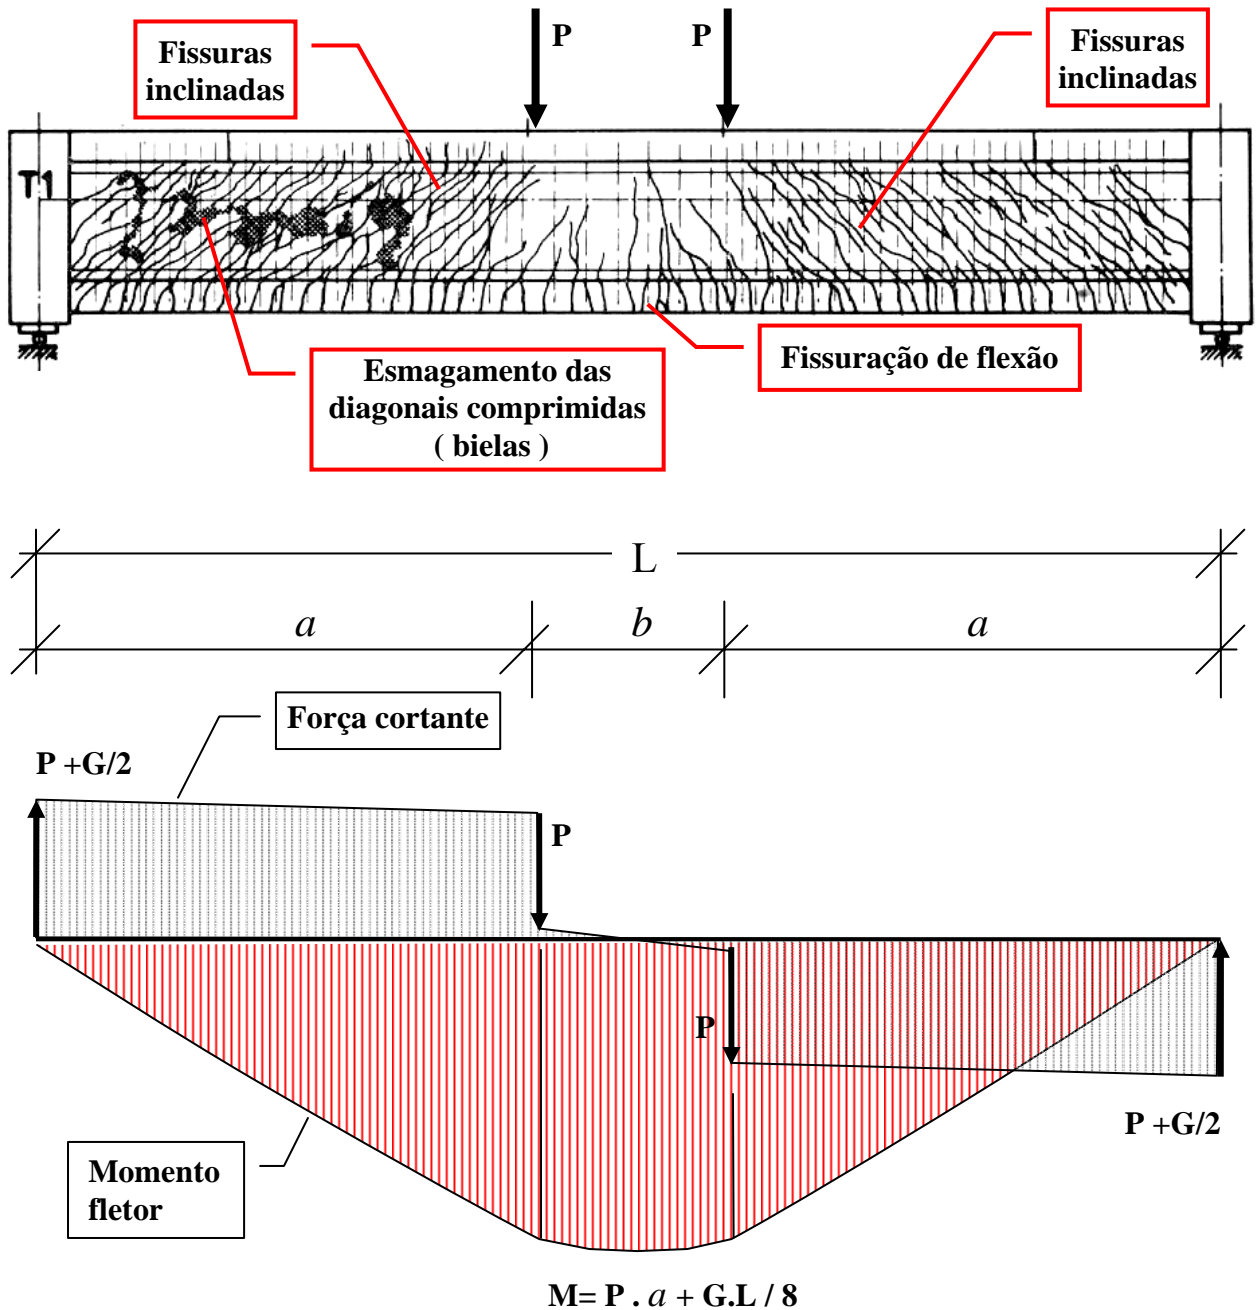 P
P
Fissuras
inclinadas
Fissuras
inclinadas
T1
Esmagamento das
diagonais comprimidas
( bielas )
Fissuração de flexão
L
a
b
a
Força cortante
P +G/2
P
P
P +G/2
Momento
fletor
M= P . a + G.L / 8